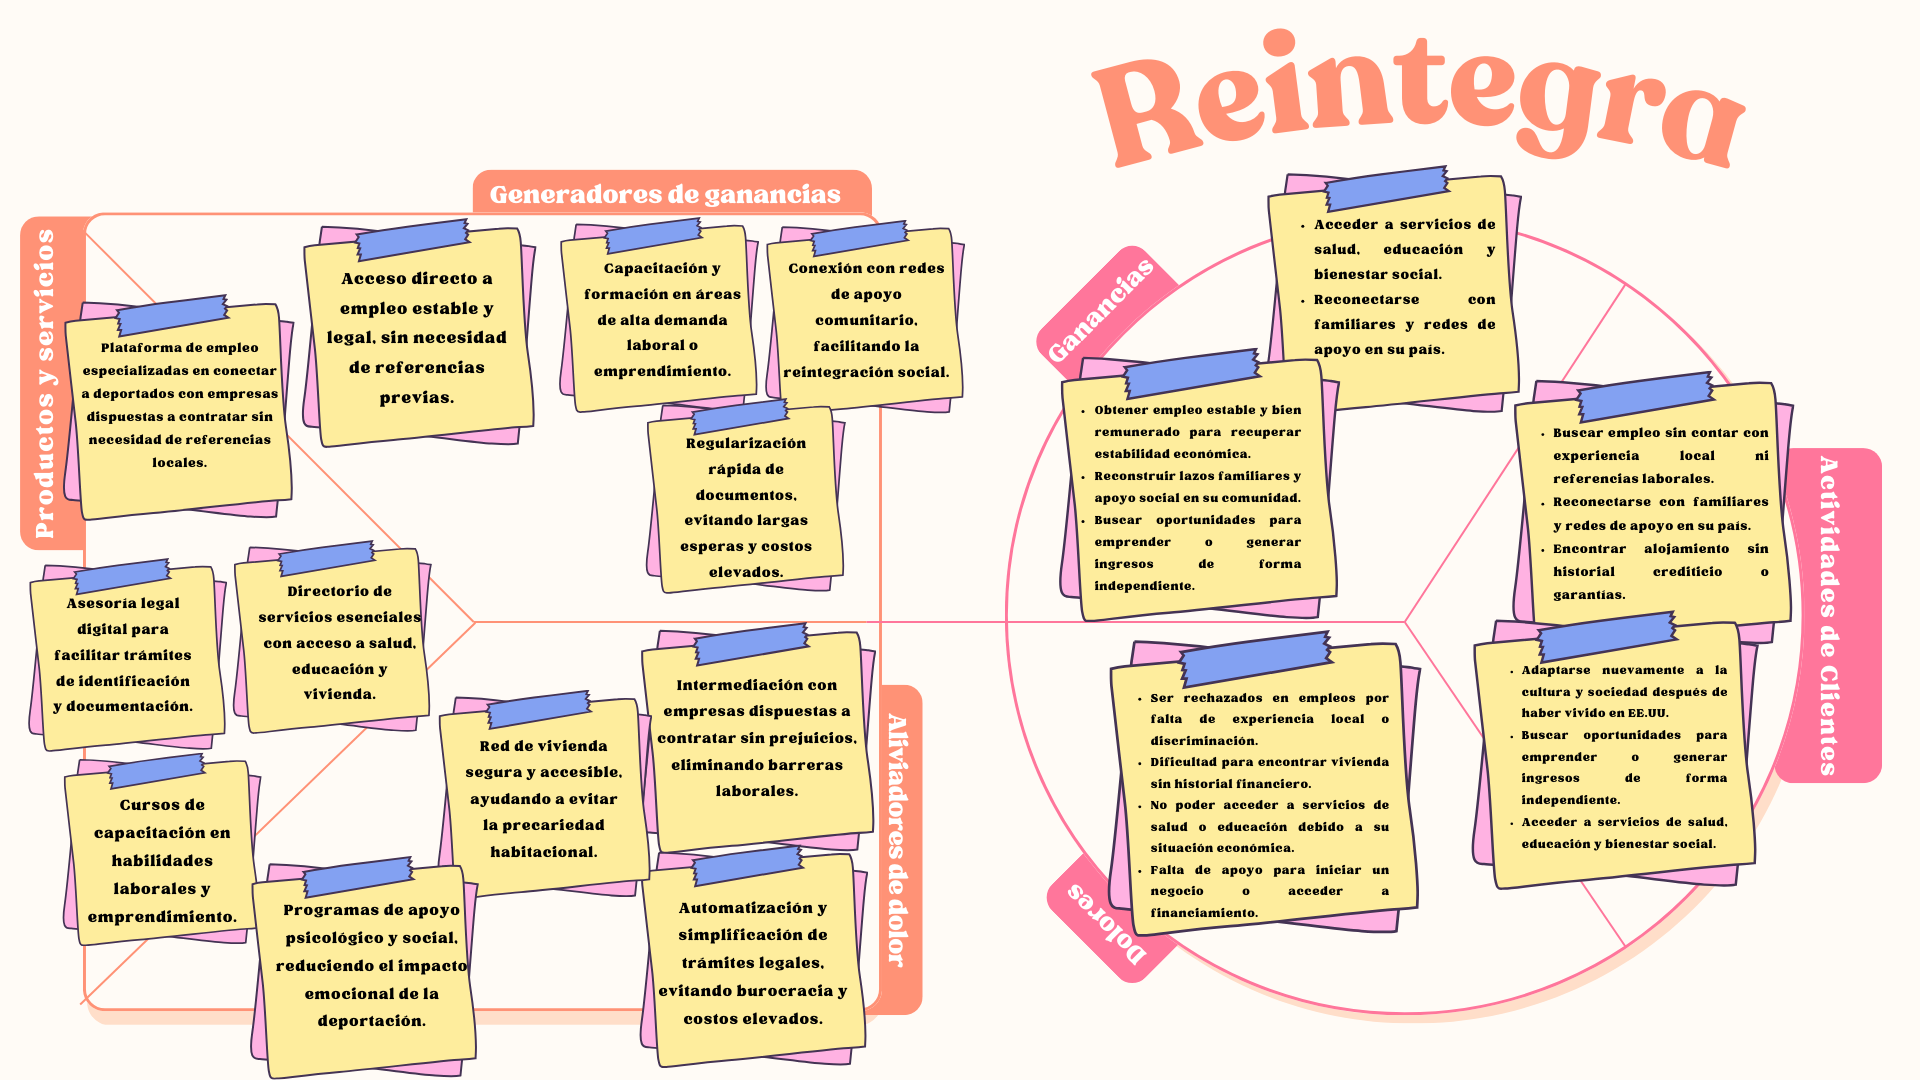 Reintegra
Generadores de ganancias
Productos y servicios
Plataforma de empleo
especializadas en conectar
a deportados con empresas
dispuestas a contratar sin
necesidad de referencias
locales.
Acceso directo a
empleo estable y
legal, sin necesidad
de referencias
previas.
Capacitación y
formación en áreas
de alta demanda
laboral o
emprendimiento.
Conexión con redes
de apoyo
comunitario,
facilitando la
reintegración social.
Regularización
rápida de
documentos,
evitando largas
esperas y costos
elevados.
Asesoría legal
digital para
facilitar trámites
de identificación
y documentación.
Directorio de
servicios esenciales
con acceso a salud,
educación y
vivienda.
Cursos de
capacitación en
habilidades
laborales y
emprendimiento.
Programas de apoyo
psicológico y social,
reduciendo el impacto
emocional de la
deportación.
Red de vivienda
segura y accesible,
ayudando a evitar
la precariedad
habitacional.
Intermediación con
empresas dispuestas a
contratar sin prejuicios,
eliminando barreras
laborales.
Automatización y
simplificación de
trámites legales,
evitando burocracia y
costos elevados.
Aliviadores de dolor
Ganancias
• Acceder a servicios de
salud, educación y
bienestar social.
• Reconectarse con
familiares y redes de
apoyo en su país.
• Obtener empleo estable y bien
remunerado para recuperar
estabilidad económica.
• Reconstruir lazos familiares y
apoyo social en su comunidad.
• Buscar oportunidades para
emprender o generar
ingresos de forma
independiente.
• Buscar empleo sin contar con
experiencia local ni
referencias laborales.
• Reconectarse con familiares
y redes de apoyo en su país.
• Encontrar alojamiento sin
historial crediticio o
garantías.
• Adaptarse nuevamente a la
cultura y sociedad después de
haber vivido en EE.UU.
• Buscar oportunidades para
emprender o generar
ingresos de forma
independiente.
• Acceder a servicios de salud,
educación y bienestar social.
Actividades de Clientes
• Ser rechazados en empleos por
falta de experiencia local o
discriminación.
• Dificultad para encontrar vivienda
sin historial financiero.
• No poder acceder a servicios de
salud o educación debido a su
situación económica.
• Falta de apoyo para iniciar un
negocio o acceder a
financiamiento.
Dolores